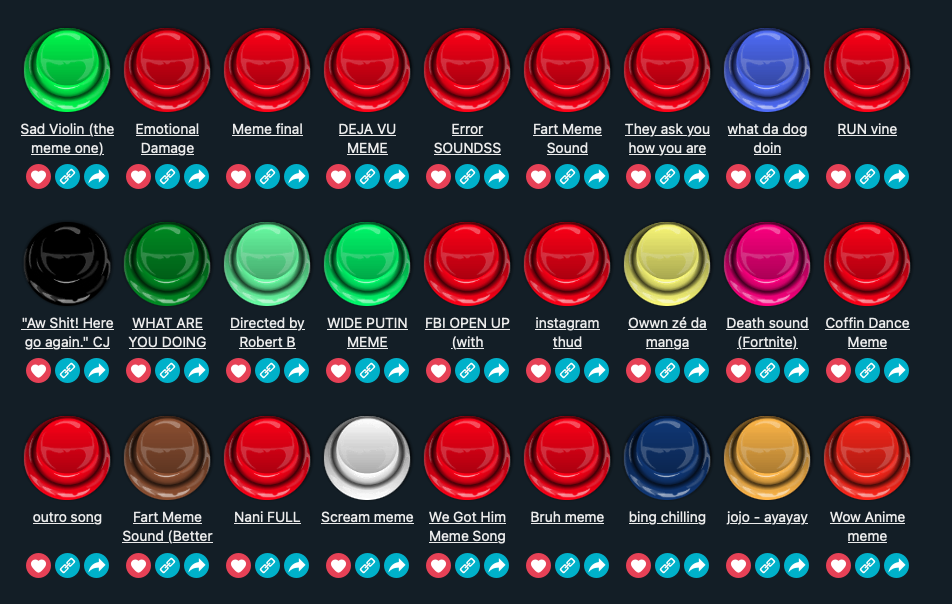 Sad Violin (the
meme one)
Emotional
Damage
Meme final
DEJA VU
MEME
Error
SOUNDSS
Fart Meme
Sound
They ask you
how you are
what da dog
doin
RUN vine
"Aw Shit! Here
go again." CJ
WHAT ARE
YOU DOING
Directed by
Robert B
WIDE PUTIN
MEME
FBI OPEN UP
(with
instagram
thud
Owwn zé da
manga
Death sound
(Fortnite)
Coffin Dance
Meme
outro song
Fart Meme
Sound (Better
Nani FULL
Scream meme
We Got Him
Meme Song
Bruh meme
bing chilling
jojo - ayayay
Wow Anime
meme